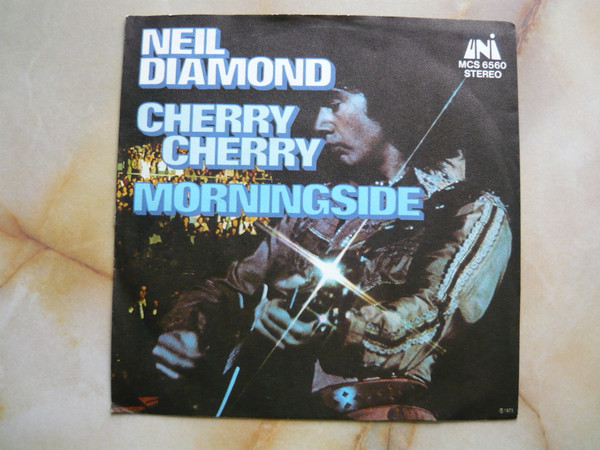 NEIL
DIAMOND
UNI
MCS 6560
STEREO
CHERRY
CHERRY
MORNINGSIDE